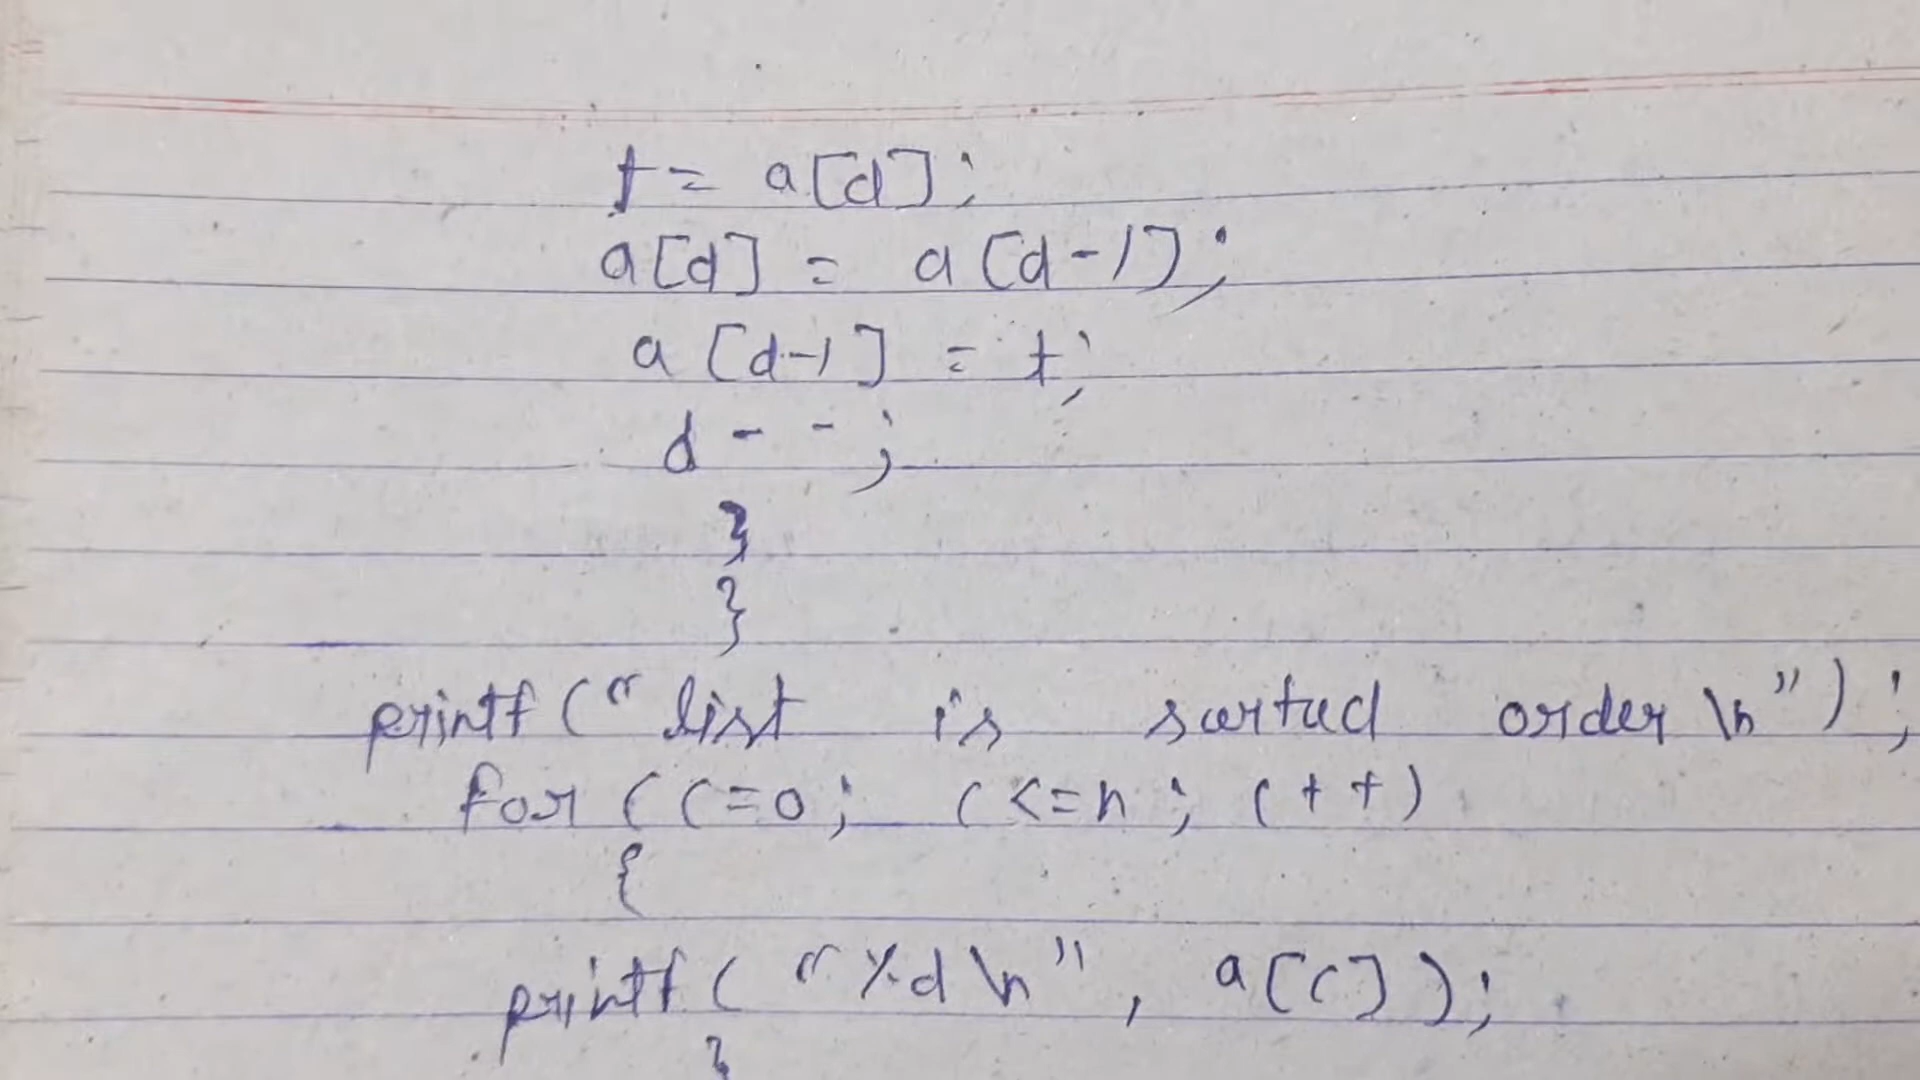 t = a[d];
a[d] = a[d-1];
a[d-1] = t;
d--;
}
}
printf("list is sorted order\n");
for (c=0; c<=n; c++)
{
printf("%d\n", a[c]);
}